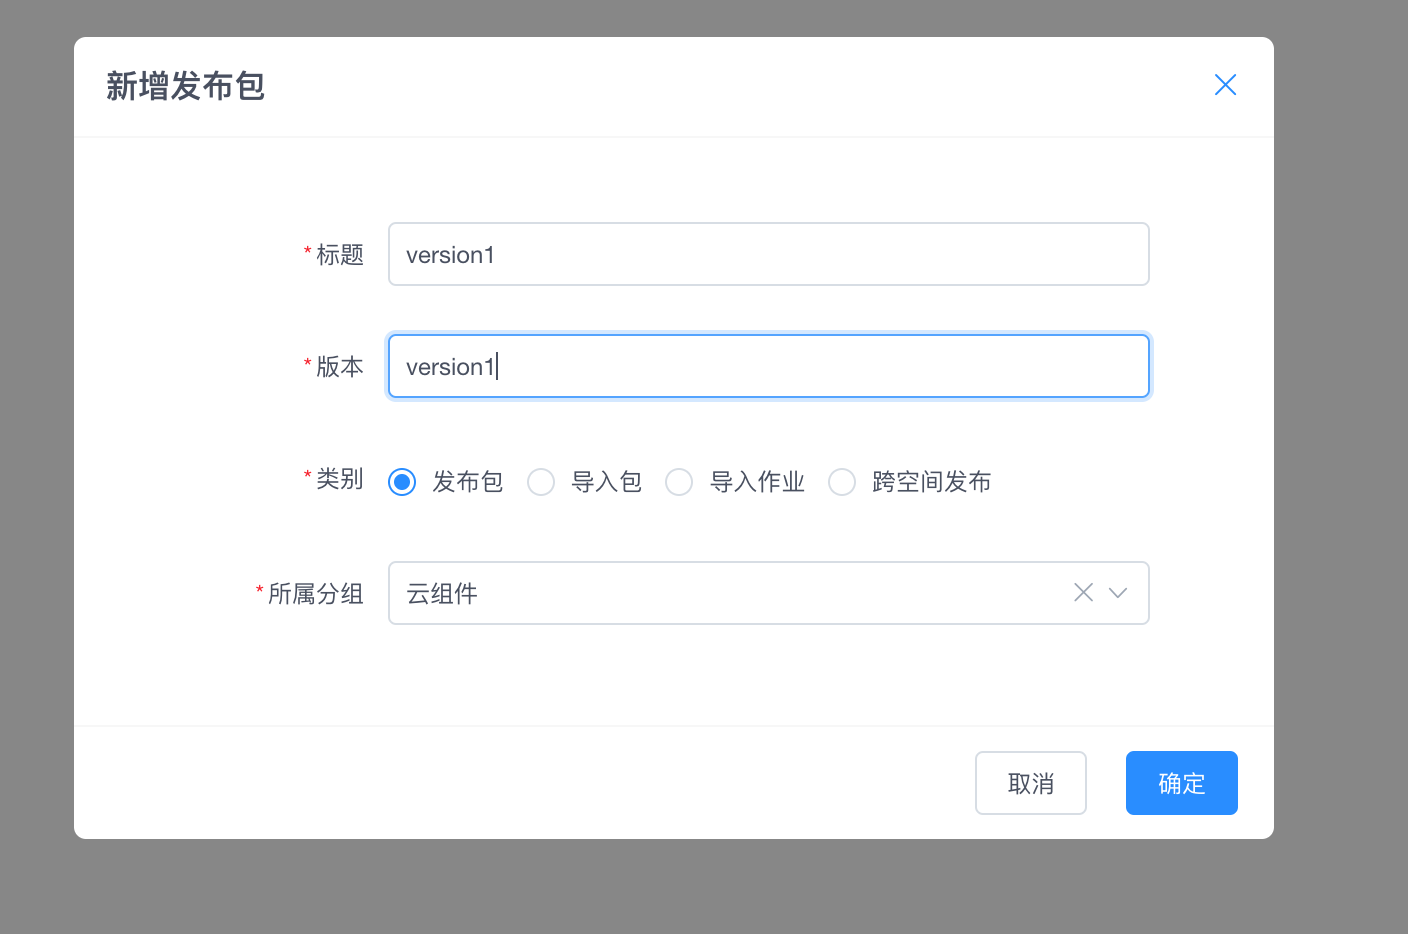 新增发布包
* 标题 version1
* 版本 version1
* 类别 发布包 导入包 导入作业 跨空间发布
* 所属分组 云组件
取消 确定